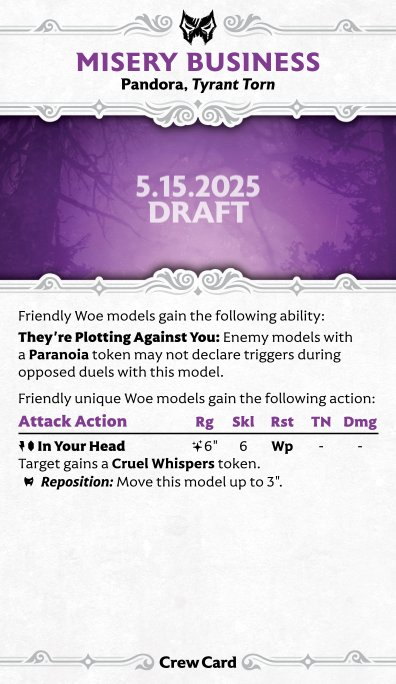 MISERY BUSINESS
Pandora, Tyrant Torn
5.15.2025
DRAFT
Friendly Woe models gain the following ability:
They're Plotting Against You: Enemy models with
a Paranoia token may not declare triggers during
opposed duels with this model.
Friendly unique Woe models gain the following action:
Attack Action Rg Skl Rst TN Dmg
In Your Head 6" 6 Wp - -
Target gains a Cruel Whispers token.
Reposition: Move this model up to 3".
Crew Card